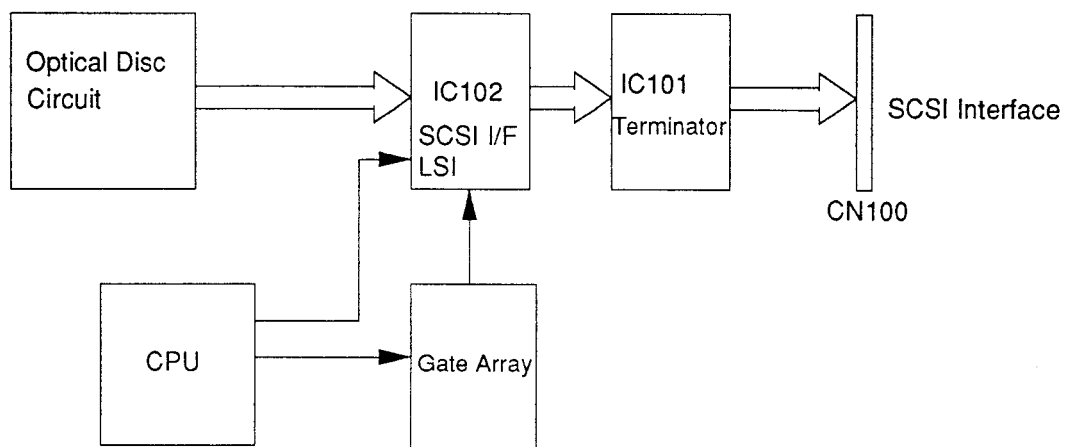 Optical Disc
Circuit
IC102
SCSI I/F
LSI
IC101
Terminator
SCSI Interface
CN100
CPU
Gate Array